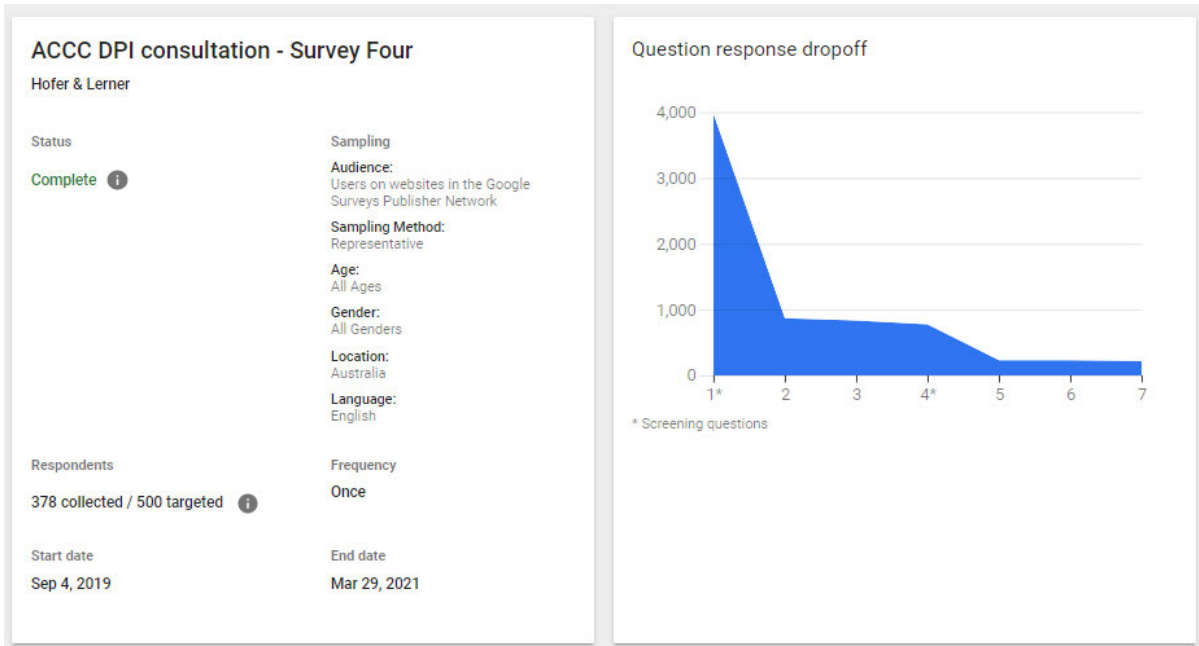 ACCC DPI consultation - Survey Four
Hofer & Lerner
Status
Complete
Sampling
Audience:
Users on websites in the Google
Surveys Publisher Network
Sampling Method:
Representative
Age:
All Ages
Gender:
All Genders
Location:
Australia
Language:
English
Respondents
378 collected / 500 targeted
Frequency
Once
Start date
Sep 4, 2019
End date
Mar 29, 2021
Question response dropoff
4,000
3,000
2,000
1,000
0
1* 2 3 4* 5 6 7
* Screening questions